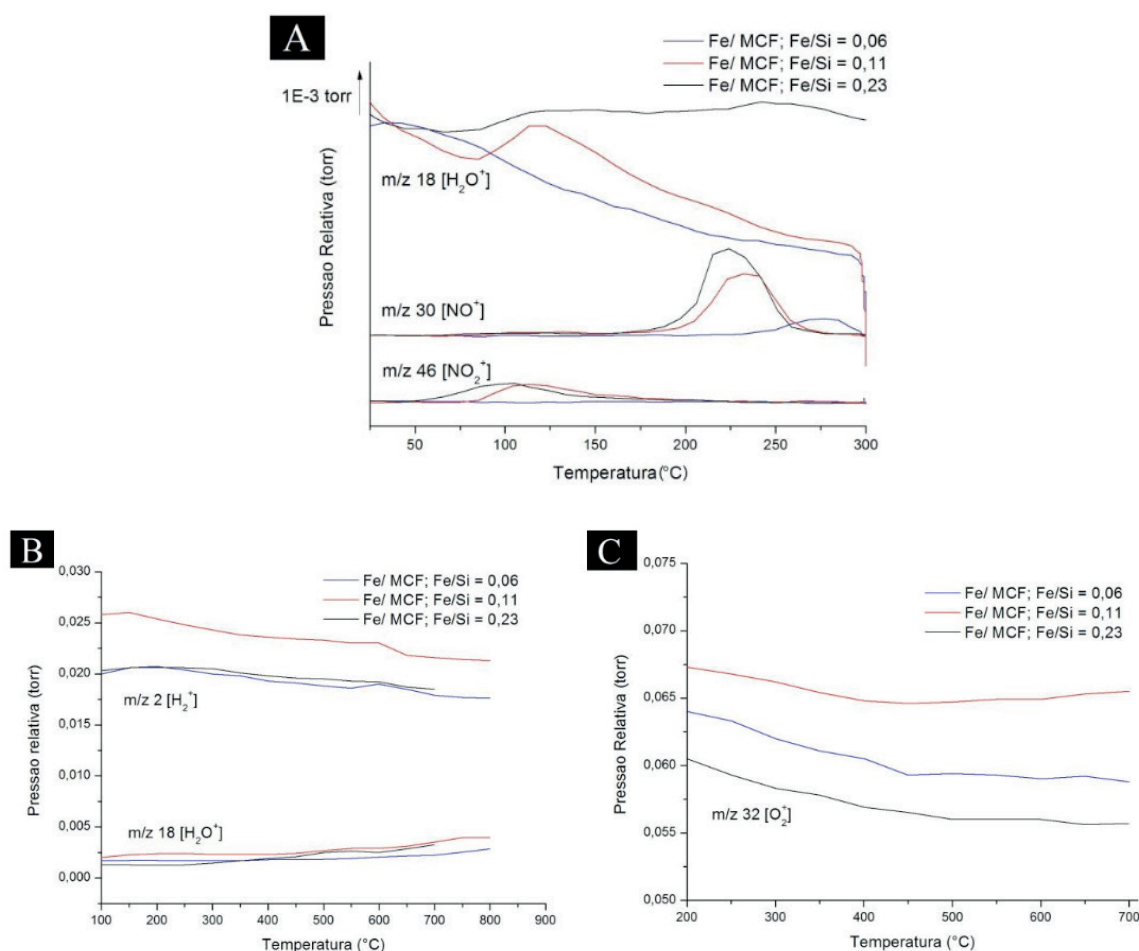 A
Fe/ MCF; Fe/Si = 0,06
Fe/ MCF; Fe/Si = 0,11
Fe/ MCF; Fe/Si = 0,23
1E-3 torr
Pressao Relativa (torr)
m/z 18 [H₂O⁺]
m/z 30 [NO⁺]
m/z 46 [NO₂⁺]
50 100 150 200 250 300
Temperatura(°C)
B
0,030
0,025
0,020
0,015
0,010
0,005
0,000
Pressao relativa (torr)
Fe/ MCF; Fe/Si = 0,06
Fe/ MCF; Fe/Si = 0,11
Fe/ MCF; Fe/Si = 0,23
m/z 2 [H₂⁺]
m/z 18 [H₂O⁺]
100 200 300 400 500 600 700 800 900
Temperatura (°C)
C
0,075
0,070
0,065
0,060
0,055
0,050
Pressao Relativa (torr)
Fe/ MCF; Fe/Si = 0,06
Fe/ MCF; Fe/Si = 0,11
Fe/ MCF; Fe/Si = 0,23
m/z 32 [O₂⁺]
200 300 400 500 600 700
Temperatura (°C)